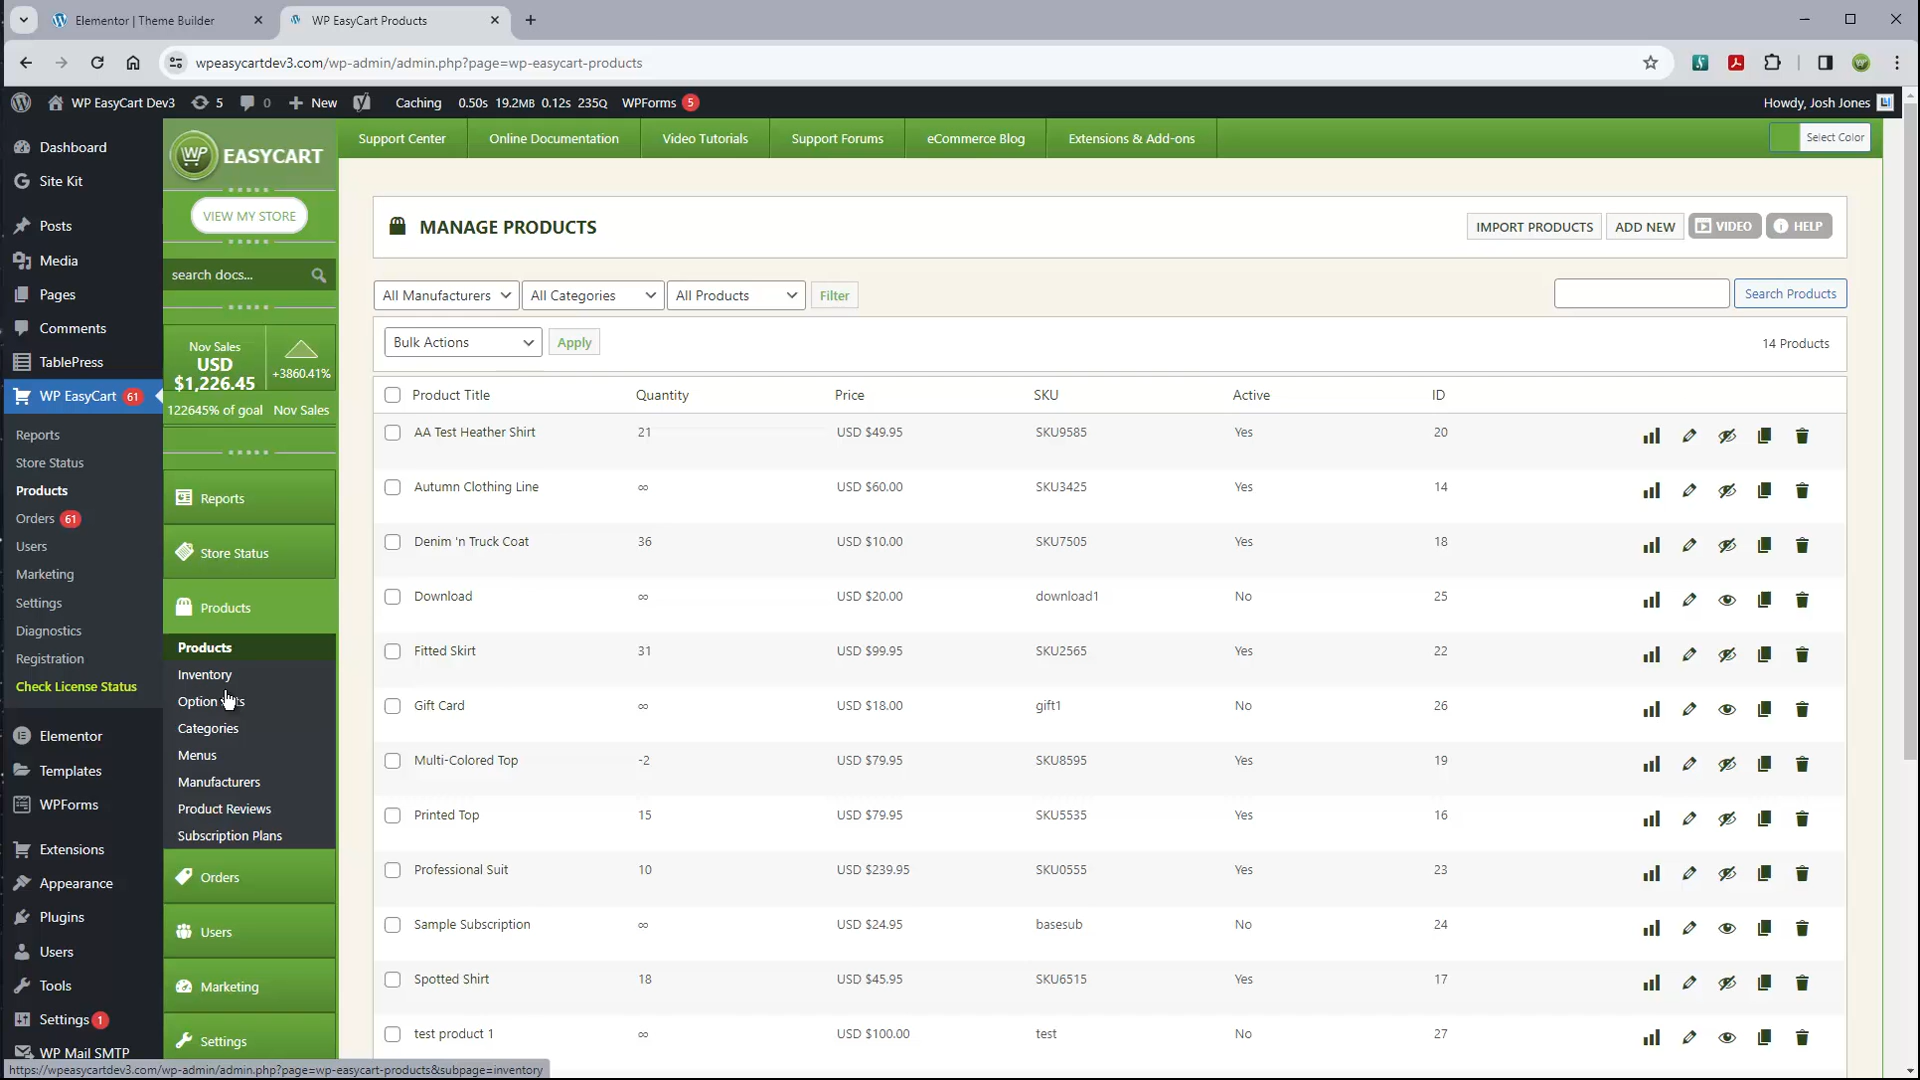 Elementor | Theme Builder
WP EasyCart Products
wpeasycartdev3.com/wp-admin/admin.php?page=wp-easycart-products
WP EasyCart Dev3 5 0 New Caching 0.50s 19.2MB 0.12s 235Q WPForms 5 Howdy, Josh Jones
Dashboard
Site Kit
Posts
Media
Pages
Comments
TablePress
WP EasyCart 61
Reports
Store Status
Products
Orders 61
Users
Marketing
Settings
Diagnostics
Registration
Check License Status
Elementor
Templates
WPForms
Extensions
Appearance
Plugins
Users
Tools
Settings 1
WP Mail SMTP
WP EASYCART
VIEW MY STORE
search docs...
Nov Sales
USD
$1,226.45
+3860.41%
122645% of goal Nov Sales
Reports
Store Status
Products
Products
Inventory
Option
Categories
Menus
Manufacturers
Product Reviews
Subscription Plans
Orders
Users
Marketing
Settings
Support Center Online Documentation Video Tutorials Support Forums eCommerce Blog Extensions & Add-ons Select Color
MANAGE PRODUCTS IMPORT PRODUCTS ADD NEW VIDEO HELP
All Manufacturers All Categories All Products Filter Search Products
Bulk Actions Apply 14 Products
Product Title Quantity Price SKU Active ID
AA Test Heather Shirt 21 USD $49.95 SKU9585 Yes 20
Autumn Clothing Line ∞ USD $60.00 SKU3425 Yes 14
Denim 'n Truck Coat 36 USD $10.00 SKU7505 Yes 18
Download ∞ USD $20.00 download1 No 25
Fitted Skirt 31 USD $99.95 SKU2565 Yes 22
Gift Card ∞ USD $18.00 gift1 No 26
Multi-Colored Top -2 USD $79.95 SKU8595 Yes 19
Printed Top 15 USD $79.95 SKU5535 Yes 16
Professional Suit 10 USD $239.95 SKU0555 Yes 23
Sample Subscription ∞ USD $24.95 basesub No 24
Spotted Shirt 18 USD $45.95 SKU6515 Yes 17
test product 1 ∞ USD $100.00 test No 27
https://wpeasycartdev3.com/wp-admin/admin.php?page=wp-easycart-products&subpage=inventory